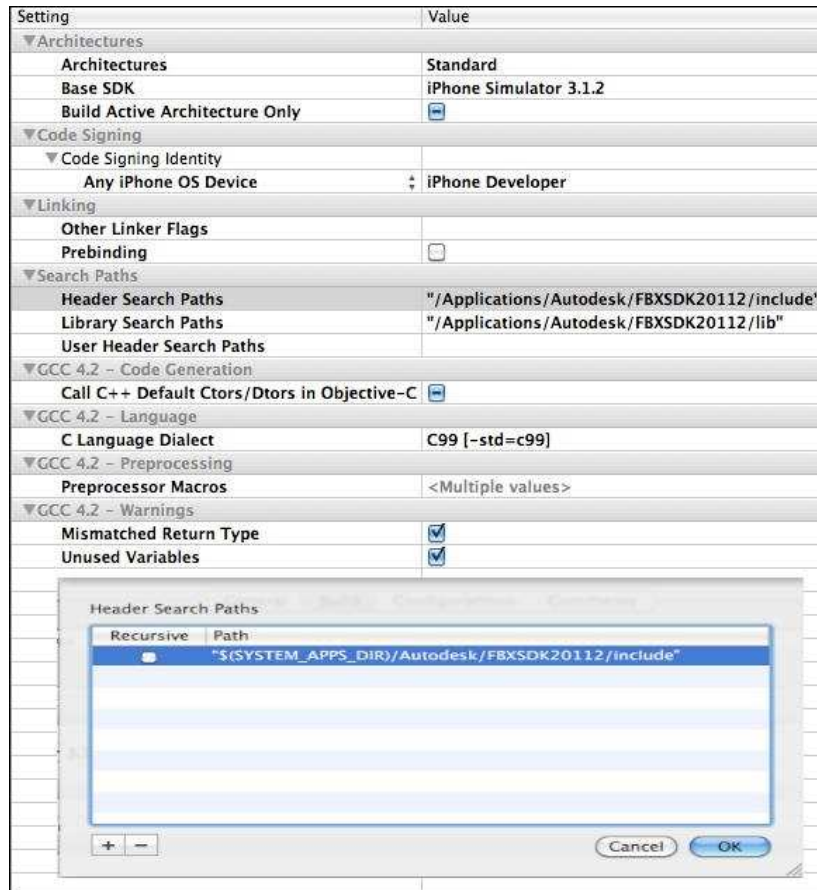 Setting Value
Architectures
Architectures Standard
Base SDK iPhone Simulator 3.1.2
Build Active Architecture Only
Code Signing
Code Signing Identity
Any iPhone OS Device iPhone Developer
Linking
Other Linker Flags
Prebinding
Search Paths
Header Search Paths "/Applications/Autodesk/FBXSDK20112/include"
Library Search Paths "/Applications/Autodesk/FBXSDK20112/lib"
User Header Search Paths
GCC 4.2 - Code Generation
Call C++ Default Ctors/Dtors in Objective-C
GCC 4.2 - Language
C Language Dialect C99 [-std=c99]
GCC 4.2 - Preprocessing
Preprocessor Macros <Multiple values>
GCC 4.2 - Warnings
Mismatched Return Type
Unused Variables
Header Search Paths
Recursive Path
"$(SYSTEM_APPS_DIR)/Autodesk/FBXSDK20112/include"
+ −
Cancel OK